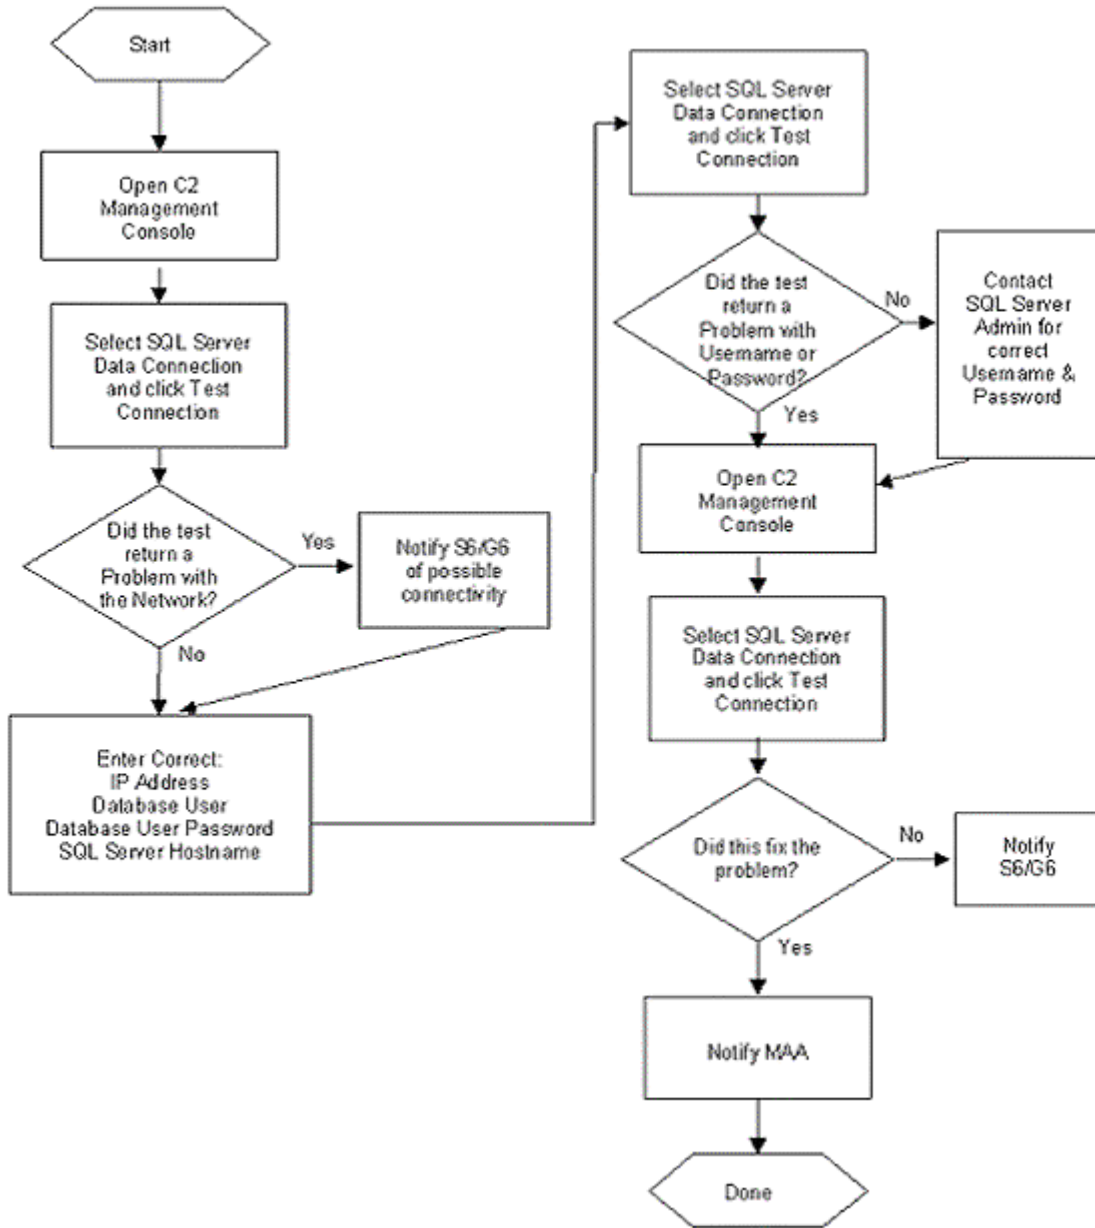 Start
Open C2
Management
Console
Select SQL Server
Data Connection
and click Test
Connection
Did the test
return a
Problem with
the Network?
Yes
Notify S6/G6
of possible
connectivity
No
Enter Correct:
IP Address
Database User
Database User Password
SQL Server Hostname
Select SQL Server
Data Connection
and click Test
Connection
Did the test
return a
Problem with
Username or
Password?
No
Contact
SQL Server
Admin for
correct
Username &
Password
Yes
Open C2
Management
Console
Select SQL Server
Data Connection
and click Test
Connection
Did this fix the
problem?
No
Notify
S6/G6
Yes
Notify MAA
Done